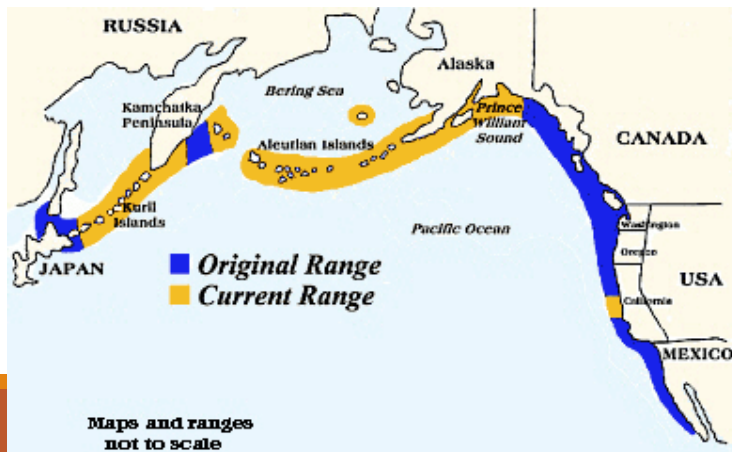 RUSSIA
Alaska
Bering Sea
Kamchatka
Peninsula
Prince
William
Sound
Aleutian Islands
CANADA
Kuril
Islands
Pacific Ocean
Washington
Oregon
JAPAN
Original Range
USA
Current Range
California
MEXICO
Maps and ranges
not to scale